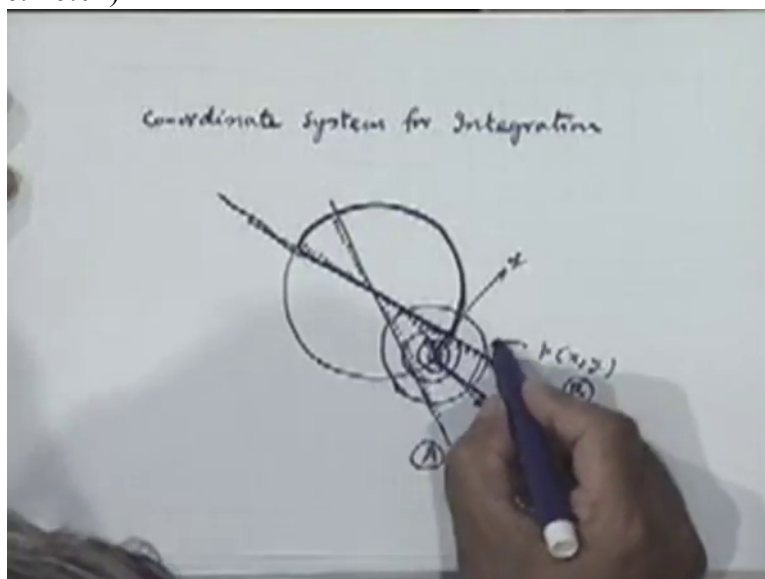 Coordinate System for Integration
x
p(x,y)
A